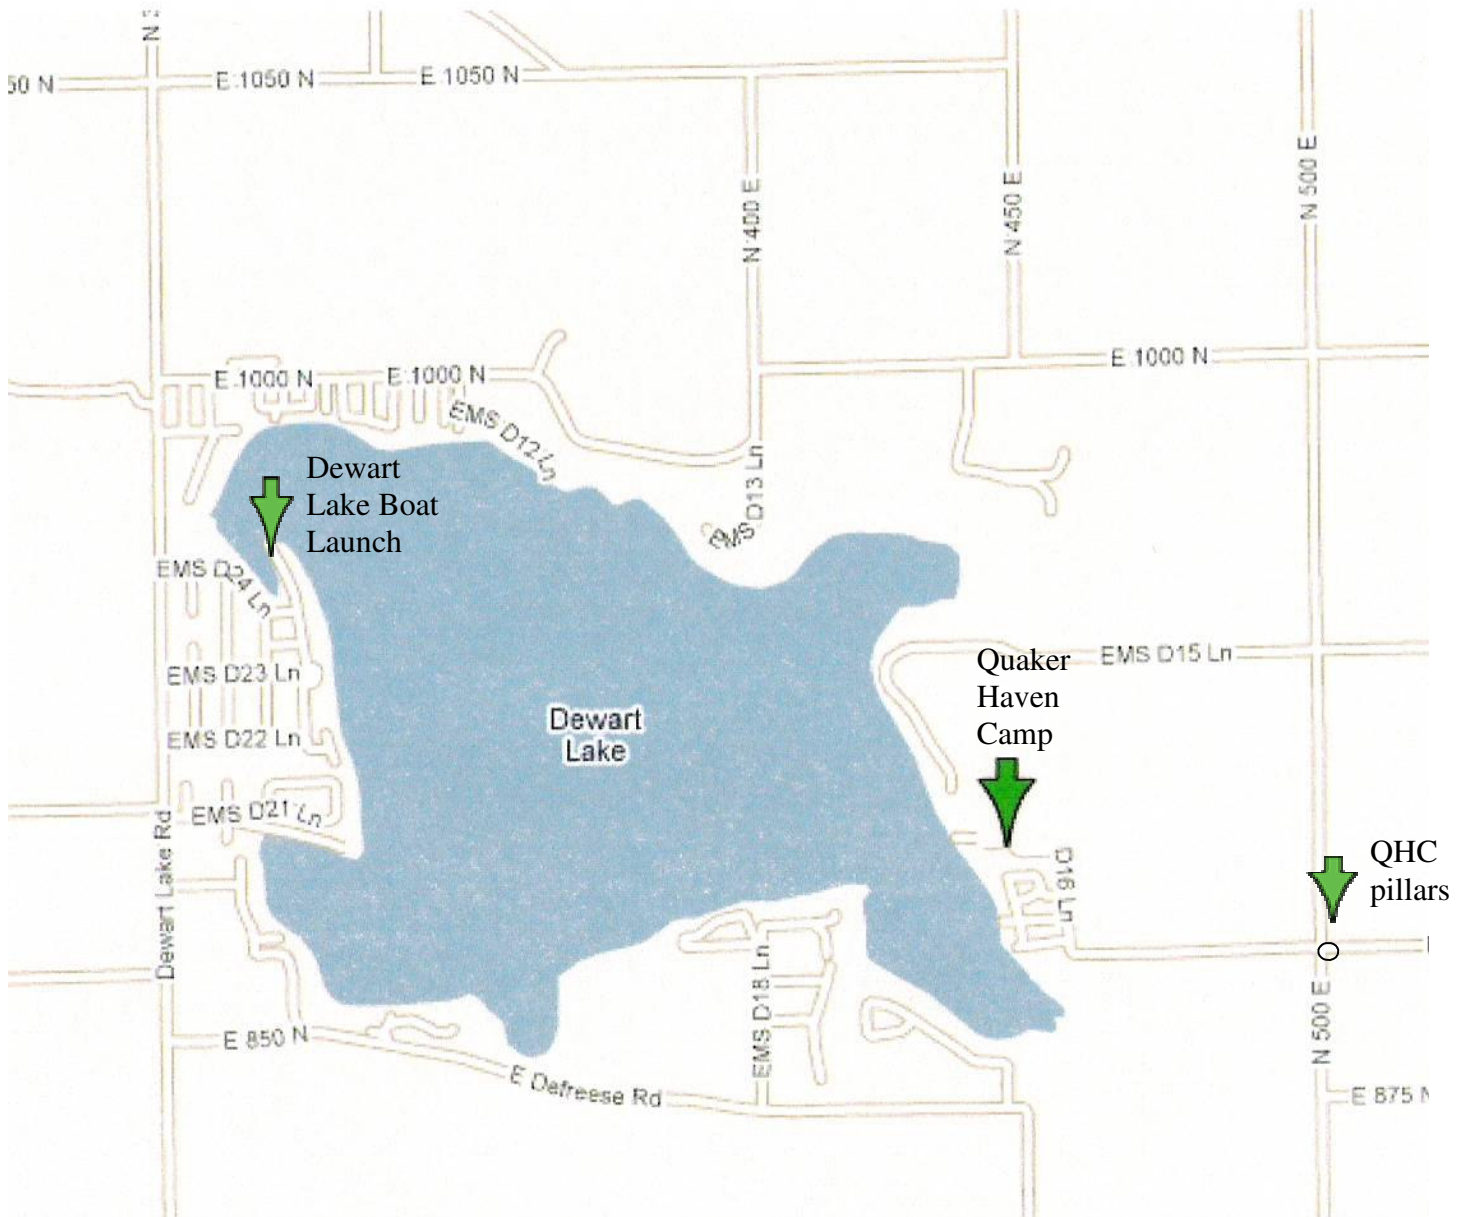 50 N
E 1050 N
E 1050 N
N 400 E
N 450 E
N 500 E
E 1000 N
E 1000 N
E 1000 N
EMS D12 Ln
Dewart
Lake Boat
Launch
EMS D13 Ln
EMS D24 Ln
EMS D23 Ln
EMS D15 Ln
Quaker
Haven
Camp
Dewart
Lake
EMS D22 Ln
EMS D21 Ln
Dewart Lake Rd
D16 Ln
QHC
pillars
EMS D18 Ln
N 500 E
E 850 N
E Defreese Rd
E 875 N